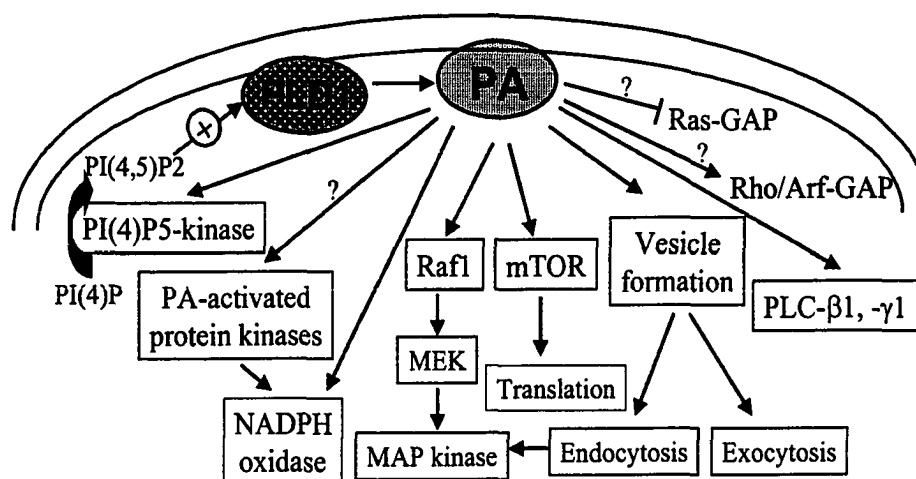 PA
?
Ras-GAP
PI(4,5)P2
?
?
Rho/Arf-GAP
PI(4)P5-kinase
PI(4)P
PA-activated
protein kinases
Raf1
mTOR
Vesicle
formation
PLC-β1, -γ1
MEK
Translation
NADPH
oxidase
MAP kinase
Endocytosis
Exocytosis